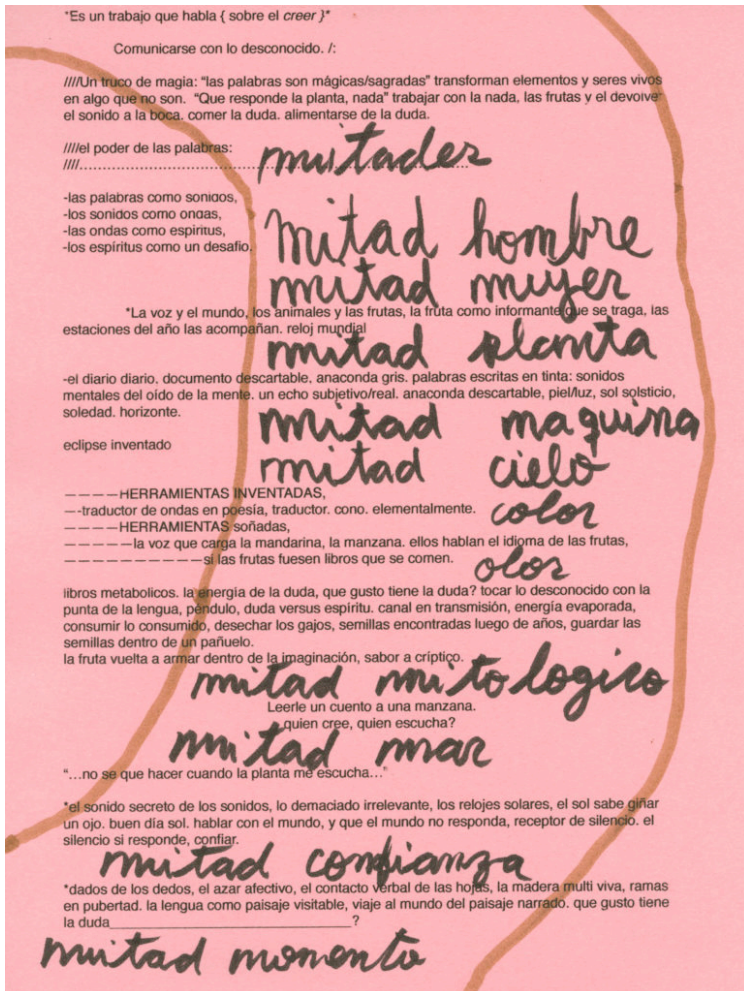 *Es un trabajo que habla { sobre el creer }*
Comunicarse con lo desconocido. /:
////Un truco de magia: “las palabras son mágicas/sagradas” transforman elementos y seres vivos
en algo que no son. “Que responde la planta, nada” trabajar con la nada, las frutas y el devolver
el sonido a la boca. comer la duda. alimentarse de la duda.
////el poder de las palabras:
////...............................................................................................
mitades
-las palabras como sonidos,
-los sonidos como ondas,
-las ondas como espiritus,
-los espíritus como un desafio.
mitad hombre
mitad mujer
*La voz y el mundo, los animales y las frutas, la fruta como informante que se traga, las
estaciones del año las acompañan. reloj mundial
mitad planta
-el diario diario. documento descartable, anaconda gris. palabras escritas en tinta: sonidos
mentales del oído de la mente. un echo subjetivo/real. anaconda descartable, piel/luz, sol solsticio,
soledad. horizonte.
mitad maquina
eclipse inventado
mitad cielo
————HERRAMIENTAS INVENTADAS,
—-traductor de ondas en poesía, traductor. cono. elementalmente.
color
————HERRAMIENTAS soñadas,
—————la voz que carga la mandarina, la manzana. ellos hablan el idioma de las frutas,
——————————si las frutas fuesen libros que se comen.
olor
libros metabolicos. la energía de la duda, que gusto tiene la duda? tocar lo desconocido con la
punta de la lengua, péndulo, duda versus espíritu. canal en transmisión, energía evaporada,
consumir lo consumido, desechar los gajos, semillas encontradas luego de años, guardar las
semillas dentro de un pañuelo.
la fruta vuelta a armar dentro de la imaginación, sabor a críptico.
mitad mitologico
Leerle un cuento a una manzana.
quien cree, quien escucha?
mitad mar
“...no se que hacer cuando la planta me escucha...”
*el sonido secreto de los sonidos, lo demaciado irrelevante, los relojes solares, el sol sabe giñar
un ojo. buen día sol. hablar con el mundo, y que el mundo no responda, receptor de silencio. el
silencio si responde, confiar.
mitad confianza
*dados de los dedos, el azar afectivo, el contacto verbal de las hojas, la madera multi viva, ramas
en pubertad. la lengua como paisaje visitable, viaje al mundo del paisaje narrado. que gusto tiene
la duda_________________________________?
mitad momento